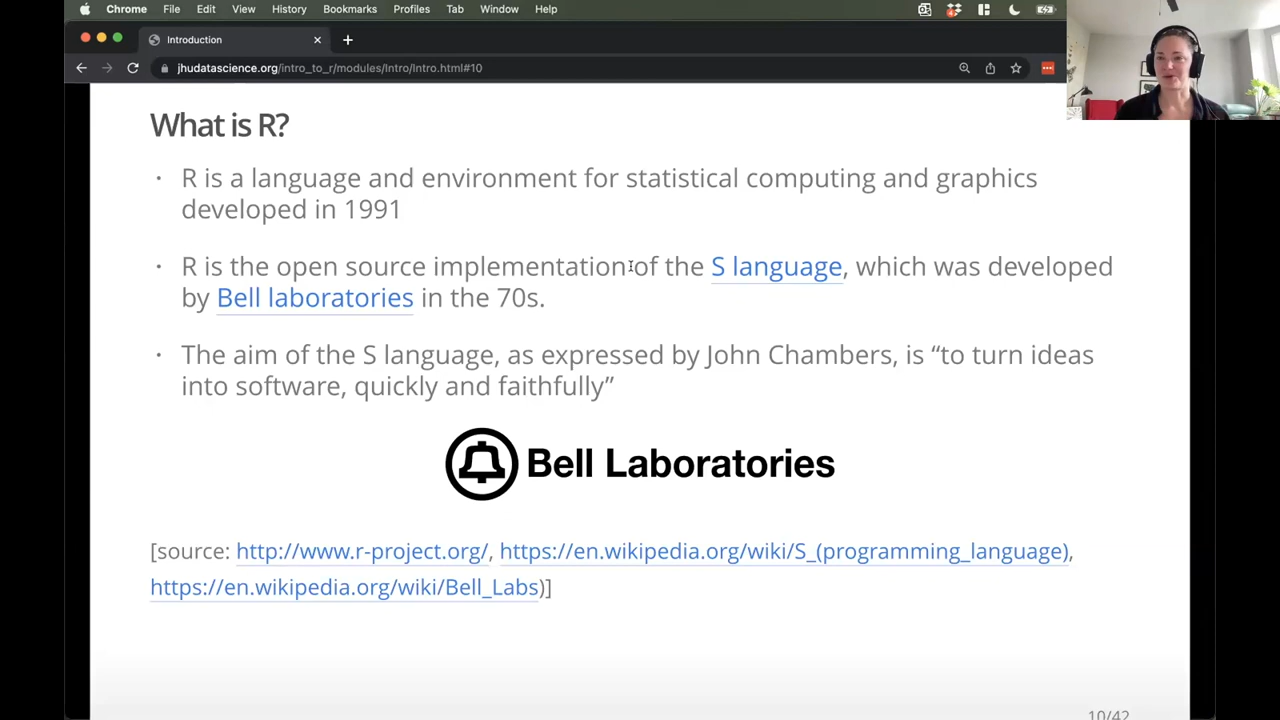 Chrome File Edit View History Bookmarks Profiles Tab Window Help
Introduction
jhudatascience.org/intro_to_r/modules/Intro/Intro.html#10
What is R?
· R is a language and environment for statistical computing and graphics
developed in 1991
· R is the open source implementation of the S language, which was developed
by Bell laboratories in the 70s.
· The aim of the S language, as expressed by John Chambers, is “to turn ideas
into software, quickly and faithfully”
Bell Laboratories
[source: http://www.r-project.org/, https://en.wikipedia.org/wiki/S_(programming_language),
https://en.wikipedia.org/wiki/Bell_Labs)]
10/42